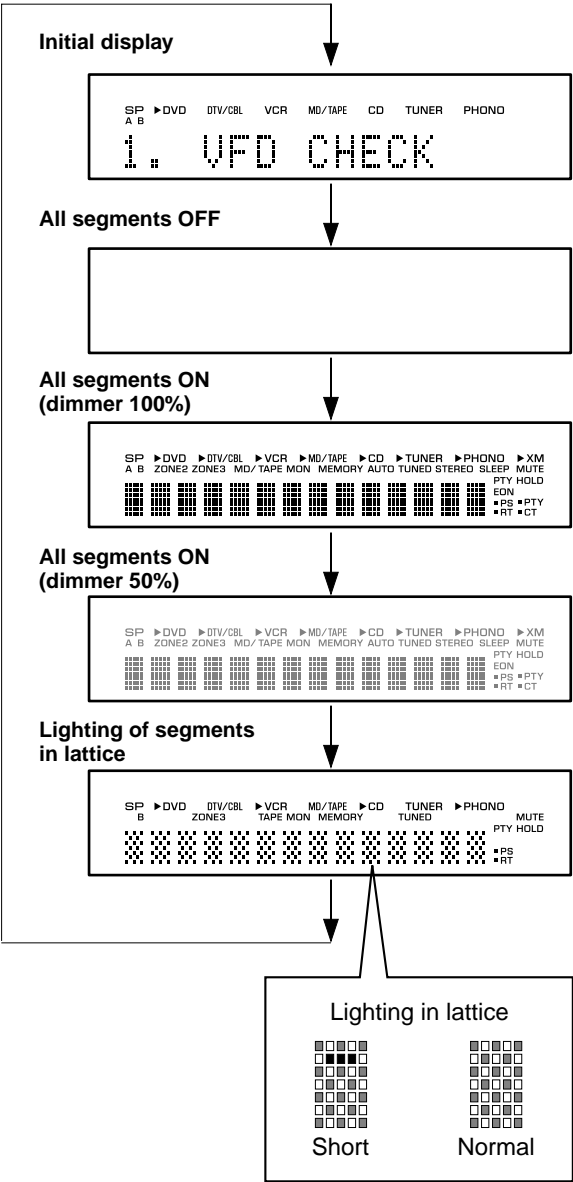 Initial display
SP ▶DVD DTV/CBL VCR MD/TAPE CD TUNER PHONO
A B
1. VFD CHECK
All segments OFF
All segments ON
(dimmer 100%)
SP ▶DVD ▶DTV/CBL ▶VCR ▶MD/TAPE ▶CD ▶TUNER ▶PHONO ▶XM
A B ZONE2 ZONE3 MD/TAPE MON MEMORY AUTO TUNED STEREO SLEEP MUTE
PTY HOLD
EON
▪PS ▪PTY
▪RT ▪CT
All segments ON
(dimmer 50%)
SP ▶DVD ▶DTV/CBL ▶VCR ▶MD/TAPE ▶CD ▶TUNER ▶PHONO ▶XM
A B ZONE2 ZONE3 MD/TAPE MON MEMORY AUTO TUNED STEREO SLEEP MUTE
PTY HOLD
EON
▪PS ▪PTY
▪RT ▪CT
Lighting of segments
in lattice
SP ▶DVD DTV/CBL ▶VCR MD/TAPE ▶CD TUNER ▶PHONO
B ZONE3 TAPE MON MEMORY TUNED MUTE
PTY HOLD
▪PS
▪RT
Lighting in lattice
Short Normal